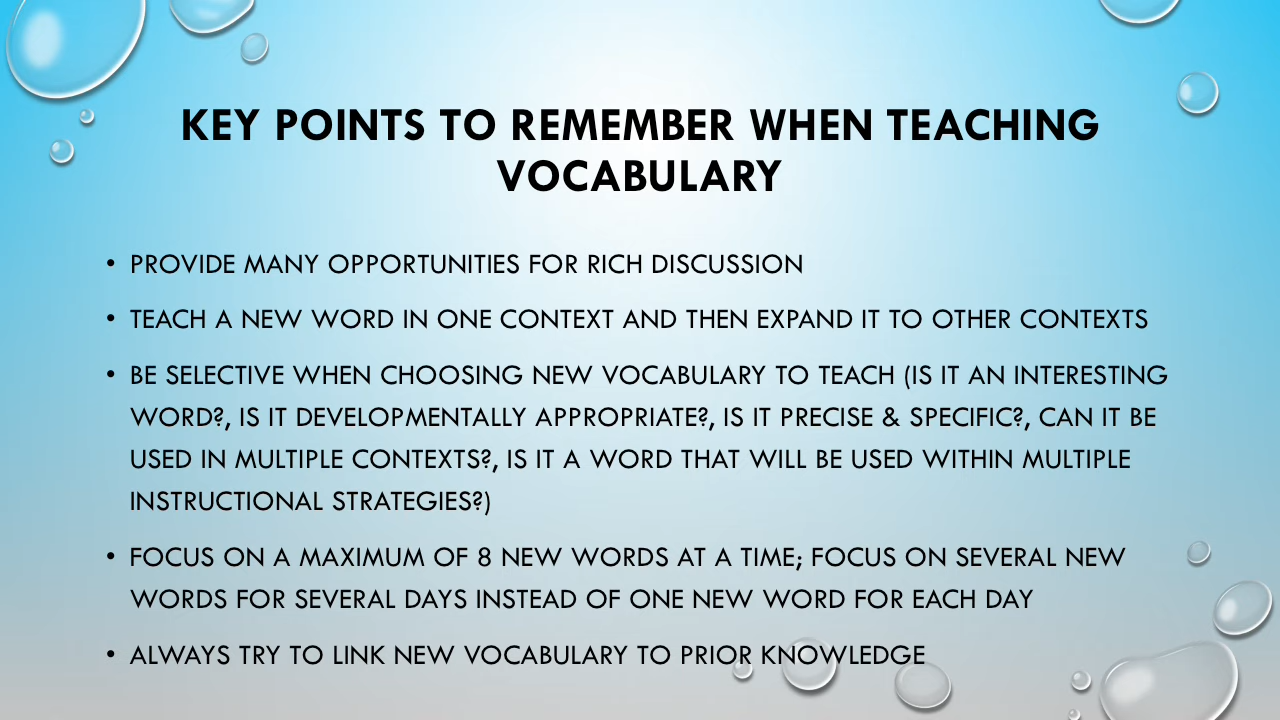 KEY POINTS TO REMEMBER WHEN TEACHING
VOCABULARY
• PROVIDE MANY OPPORTUNITIES FOR RICH DISCUSSION
• TEACH A NEW WORD IN ONE CONTEXT AND THEN EXPAND IT TO OTHER CONTEXTS
• BE SELECTIVE WHEN CHOOSING NEW VOCABULARY TO TEACH (IS IT AN INTERESTING
WORD?, IS IT DEVELOPMENTALLY APPROPRIATE?, IS IT PRECISE & SPECIFIC?, CAN IT BE
USED IN MULTIPLE CONTEXTS?, IS IT A WORD THAT WILL BE USED WITHIN MULTIPLE
INSTRUCTIONAL STRATEGIES?)
• FOCUS ON A MAXIMUM OF 8 NEW WORDS AT A TIME; FOCUS ON SEVERAL NEW
WORDS FOR SEVERAL DAYS INSTEAD OF ONE NEW WORD FOR EACH DAY
• ALWAYS TRY TO LINK NEW VOCABULARY TO PRIOR KNOWLEDGE